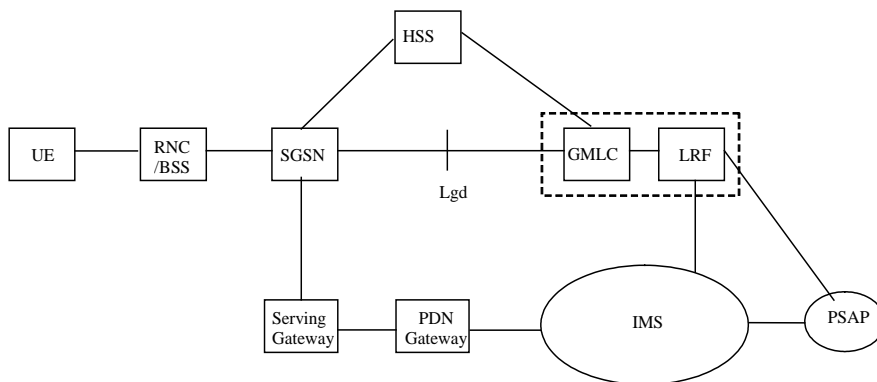 HSS
UE
RNC
/BSS
SGSN
GMLC
LRF
Lgd
Serving
Gateway
PDN
Gateway
IMS
PSAP